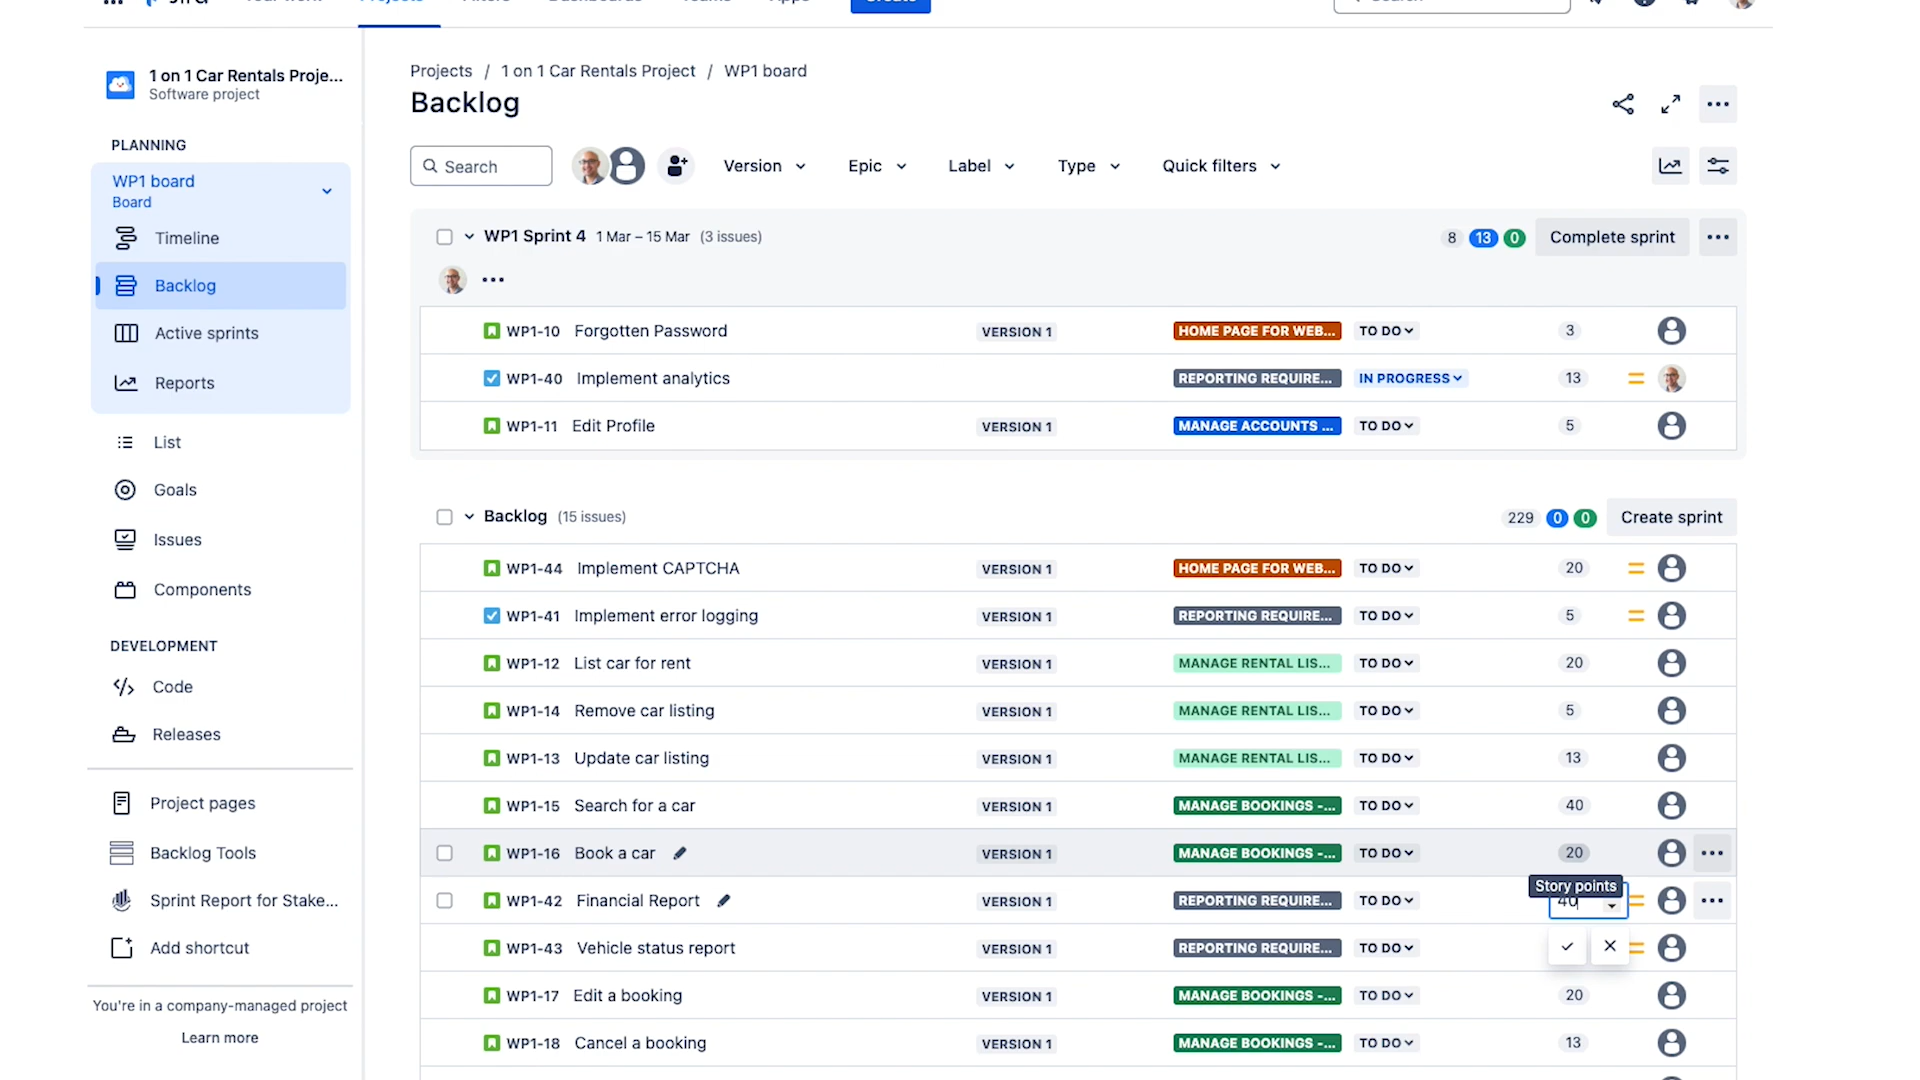 1 on 1 Car Rentals Proje...
Software project
PLANNING
WP1 board
Board
Timeline
Backlog
Active sprints
Reports
List
Goals
Issues
Components
DEVELOPMENT
Code
Releases
Project pages
Backlog Tools
Sprint Report for Stake...
Add shortcut
You're in a company-managed project
Learn more
Projects / 1 on 1 Car Rentals Project / WP1 board
Backlog
Search Version Epic Label Type Quick filters
WP1 Sprint 4 1 Mar – 15 Mar (3 issues) 8 13 0 Complete sprint
WP1-10 Forgotten Password VERSION 1 HOME PAGE FOR WEB... TO DO 3
WP1-40 Implement analytics REPORTING REQUIRE... IN PROGRESS 13
WP1-11 Edit Profile VERSION 1 MANAGE ACCOUNTS ... TO DO 5
Backlog (15 issues) 229 0 0 Create sprint
WP1-44 Implement CAPTCHA VERSION 1 HOME PAGE FOR WEB... TO DO 20
WP1-41 Implement error logging VERSION 1 REPORTING REQUIRE... TO DO 5
WP1-12 List car for rent VERSION 1 MANAGE RENTAL LIS... TO DO 20
WP1-14 Remove car listing VERSION 1 MANAGE RENTAL LIS... TO DO 5
WP1-13 Update car listing VERSION 1 MANAGE RENTAL LIS... TO DO 13
WP1-15 Search for a car VERSION 1 MANAGE BOOKINGS -... TO DO 40
WP1-16 Book a car VERSION 1 MANAGE BOOKINGS -... TO DO 20
Story points
WP1-42 Financial Report VERSION 1 REPORTING REQUIRE... TO DO 40
WP1-43 Vehicle status report VERSION 1 REPORTING REQUIRE... TO DO
WP1-17 Edit a booking VERSION 1 MANAGE BOOKINGS -... TO DO 20
WP1-18 Cancel a booking VERSION 1 MANAGE BOOKINGS -... TO DO 13